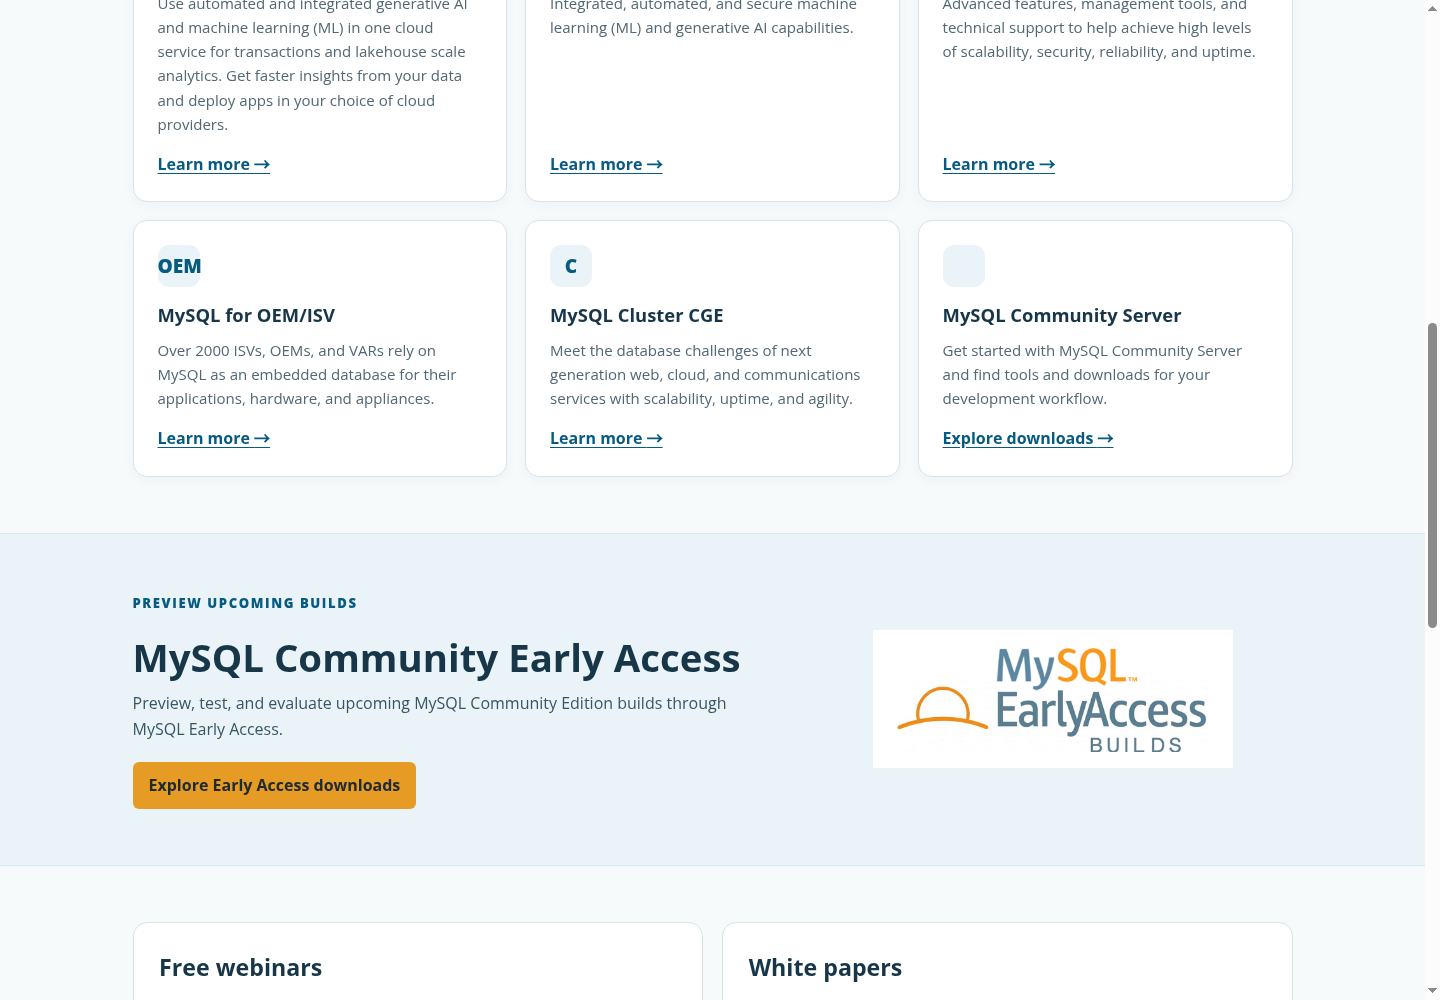 Use automated and integrated generative AI
and machine learning (ML) in one cloud
service for transactions and lakehouse scale
analytics. Get faster insights from your data
and deploy apps in your choice of cloud
providers.
Learn more →
Integrated, automated, and secure machine
learning (ML) and generative AI capabilities.
Learn more →
Advanced features, management tools, and
technical support to help achieve high levels
of scalability, security, reliability, and uptime.
Learn more →
OEM
MySQL for OEM/ISV
Over 2000 ISVs, OEMs, and VARs rely on
MySQL as an embedded database for their
applications, hardware, and appliances.
Learn more →
C
MySQL Cluster CGE
Meet the database challenges of next
generation web, cloud, and communications
services with scalability, uptime, and agility.
Learn more →
MySQL Community Server
Get started with MySQL Community Server
and find tools and downloads for your
development workflow.
Explore downloads →
PREVIEW UPCOMING BUILDS
MySQL Community Early Access
Preview, test, and evaluate upcoming MySQL Community Edition builds through
MySQL Early Access.
Explore Early Access downloads
MySQL™
EarlyAccess
BUILDS
Free webinars
White papers